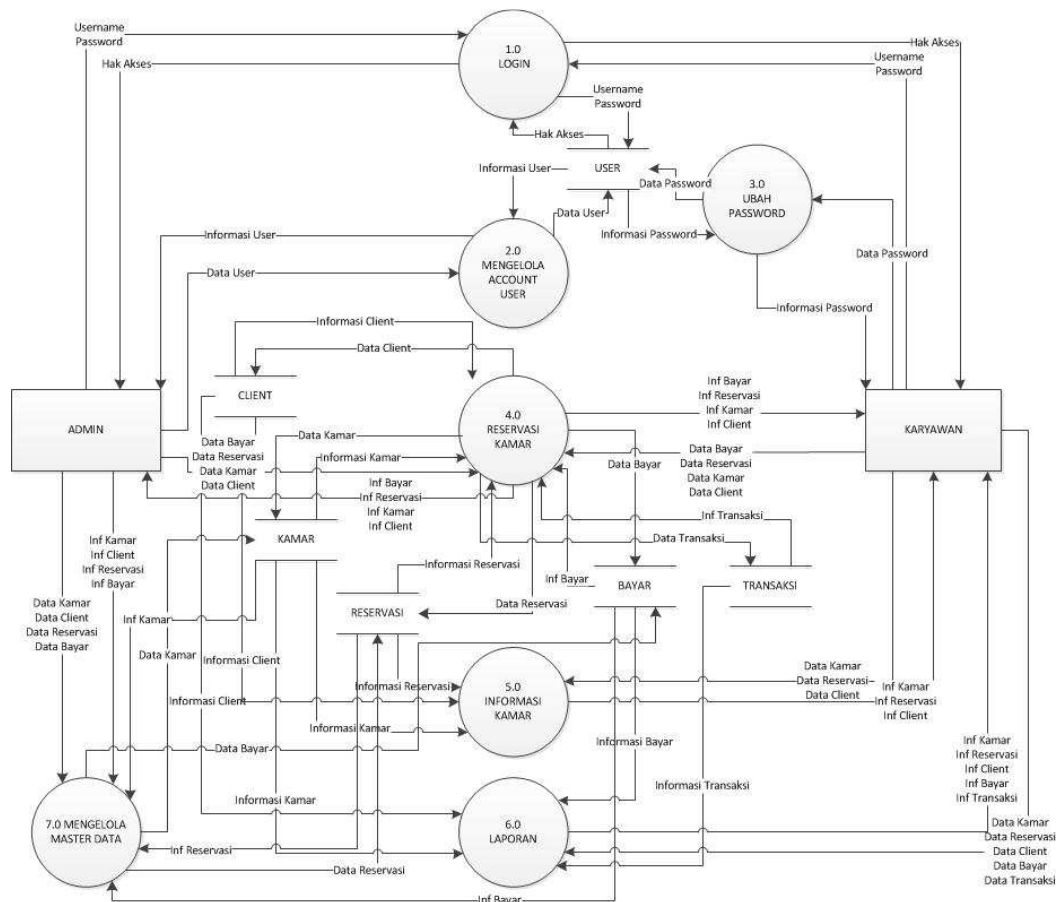 Username
Password
Hak Akses
1.0
LOGIN
Hak Akses
Username
Password
Username
Password
Hak Akses
Informasi User
USER
Data Password
3.0
UBAH
PASSWORD
Data User
Informasi Password
Informasi User
2.0
MENGELOLA
ACCOUNT
USER
Data User
Data Password
Informasi Password
Informasi Client
Data Client
CLIENT
ADMIN
4.0
RESERVASI
KAMAR
Inf Bayar
Inf Reservasi
Inf Kamar
Inf Client
KARYAWAN
Data Bayar
Data Reservasi
Data Kamar
Data Client
Data Kamar
Informasi Kamar
Data Bayar
Data Bayar
Data Reservasi
Data Kamar
Data Client
Inf Bayar
Inf Reservasi
Inf Kamar
Inf Client
Inf Transaksi
KAMAR
Data Transaksi
Inf Kamar
Inf Client
Inf Reservasi
Inf Bayar
Informasi Reservasi
Inf Bayar
BAYAR
TRANSAKSI
RESERVASI
Data Reservasi
Data Kamar
Data Client
Data Reservasi
Data Bayar
Inf Kamar
Data Kamar
Informasi Client
Informasi Reservasi
Informasi Client
5.0
INFORMASI
KAMAR
Data Kamar
Data Reservasi
Data Client
Inf Kamar
Inf Reservasi
Inf Client
Informasi Kamar
Informasi Bayar
Data Bayar
Inf Kamar
Inf Reservasi
Inf Client
Inf Bayar
Inf Transaksi
Informasi Transaksi
Informasi Kamar
7.0 MENGELOLA
MASTER DATA
6.0
LAPORAN
Data Kamar
Data Reservasi
Data Client
Data Bayar
Data Transaksi
Inf Reservasi
Data Reservasi
Inf Bayar